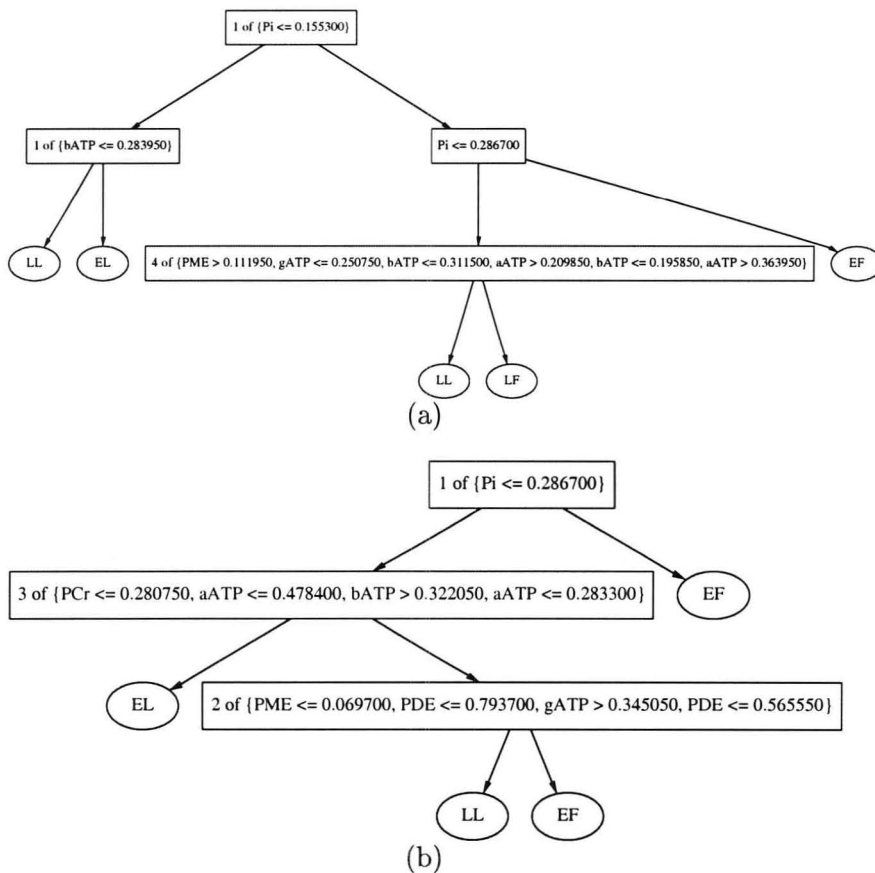 1 of {Pi <= 0.155300}
1 of {bATP <= 0.283950}
Pi <= 0.286700
LL
EL
4 of {PME > 0.111950, gATP <= 0.250750, bATP <= 0.311500, aATP > 0.209850, bATP <= 0.195850, aATP > 0.363950}
EF
LL
LF
(a)
1 of {Pi <= 0.286700}
3 of {PCr <= 0.280750, aATP <= 0.478400, bATP > 0.322050, aATP <= 0.283300}
EF
EL
2 of {PME <= 0.069700, PDE <= 0.793700, gATP > 0.345050, PDE <= 0.565550}
LL
EF
(b)